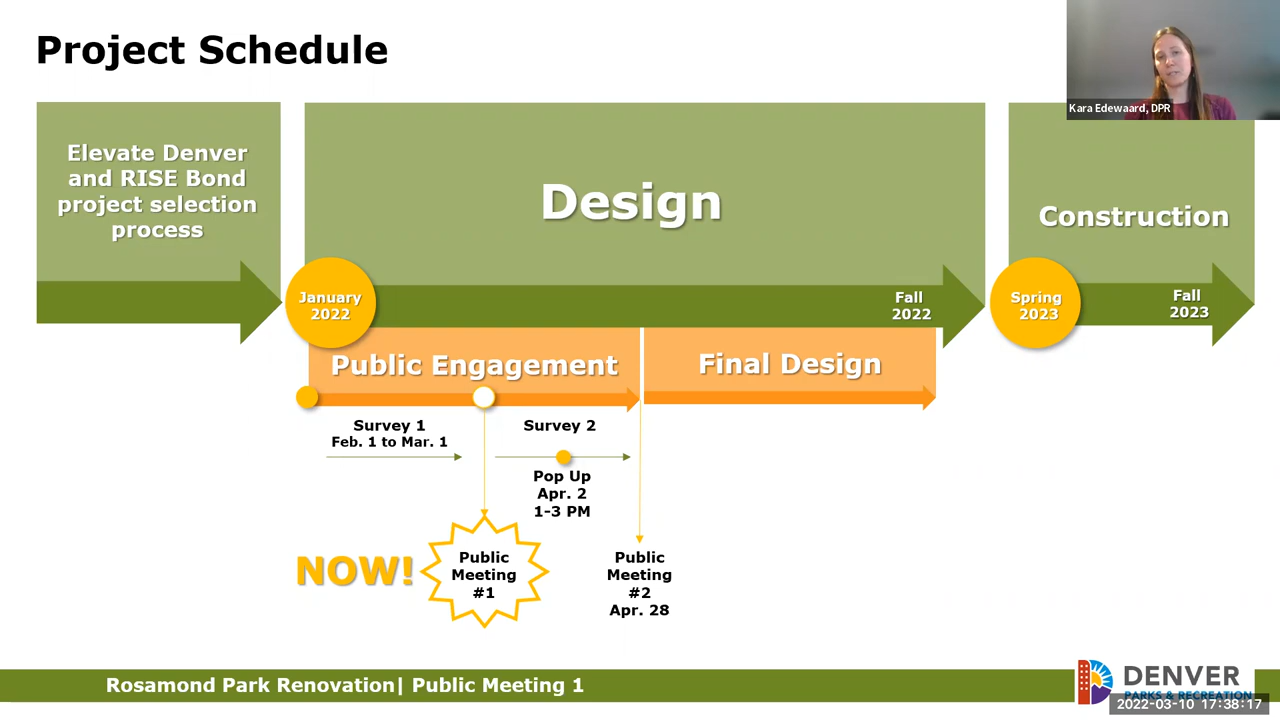 Project Schedule
Kara Edewaard, DPR
Elevate Denver
and RISE Bond
project selection
process
Design
Construction
January
2022
Fall
2022
Spring
2023
Fall
2023
Public Engagement
Final Design
Survey 1
Feb. 1 to Mar. 1
Survey 2
Pop Up
Apr. 2
1-3 PM
NOW!
Public
Meeting
#1
Public
Meeting
#2
Apr. 28
Rosamond Park Renovation| Public Meeting 1
DENVER
PARKS & RECREATION
2022-03-10 17:38:17